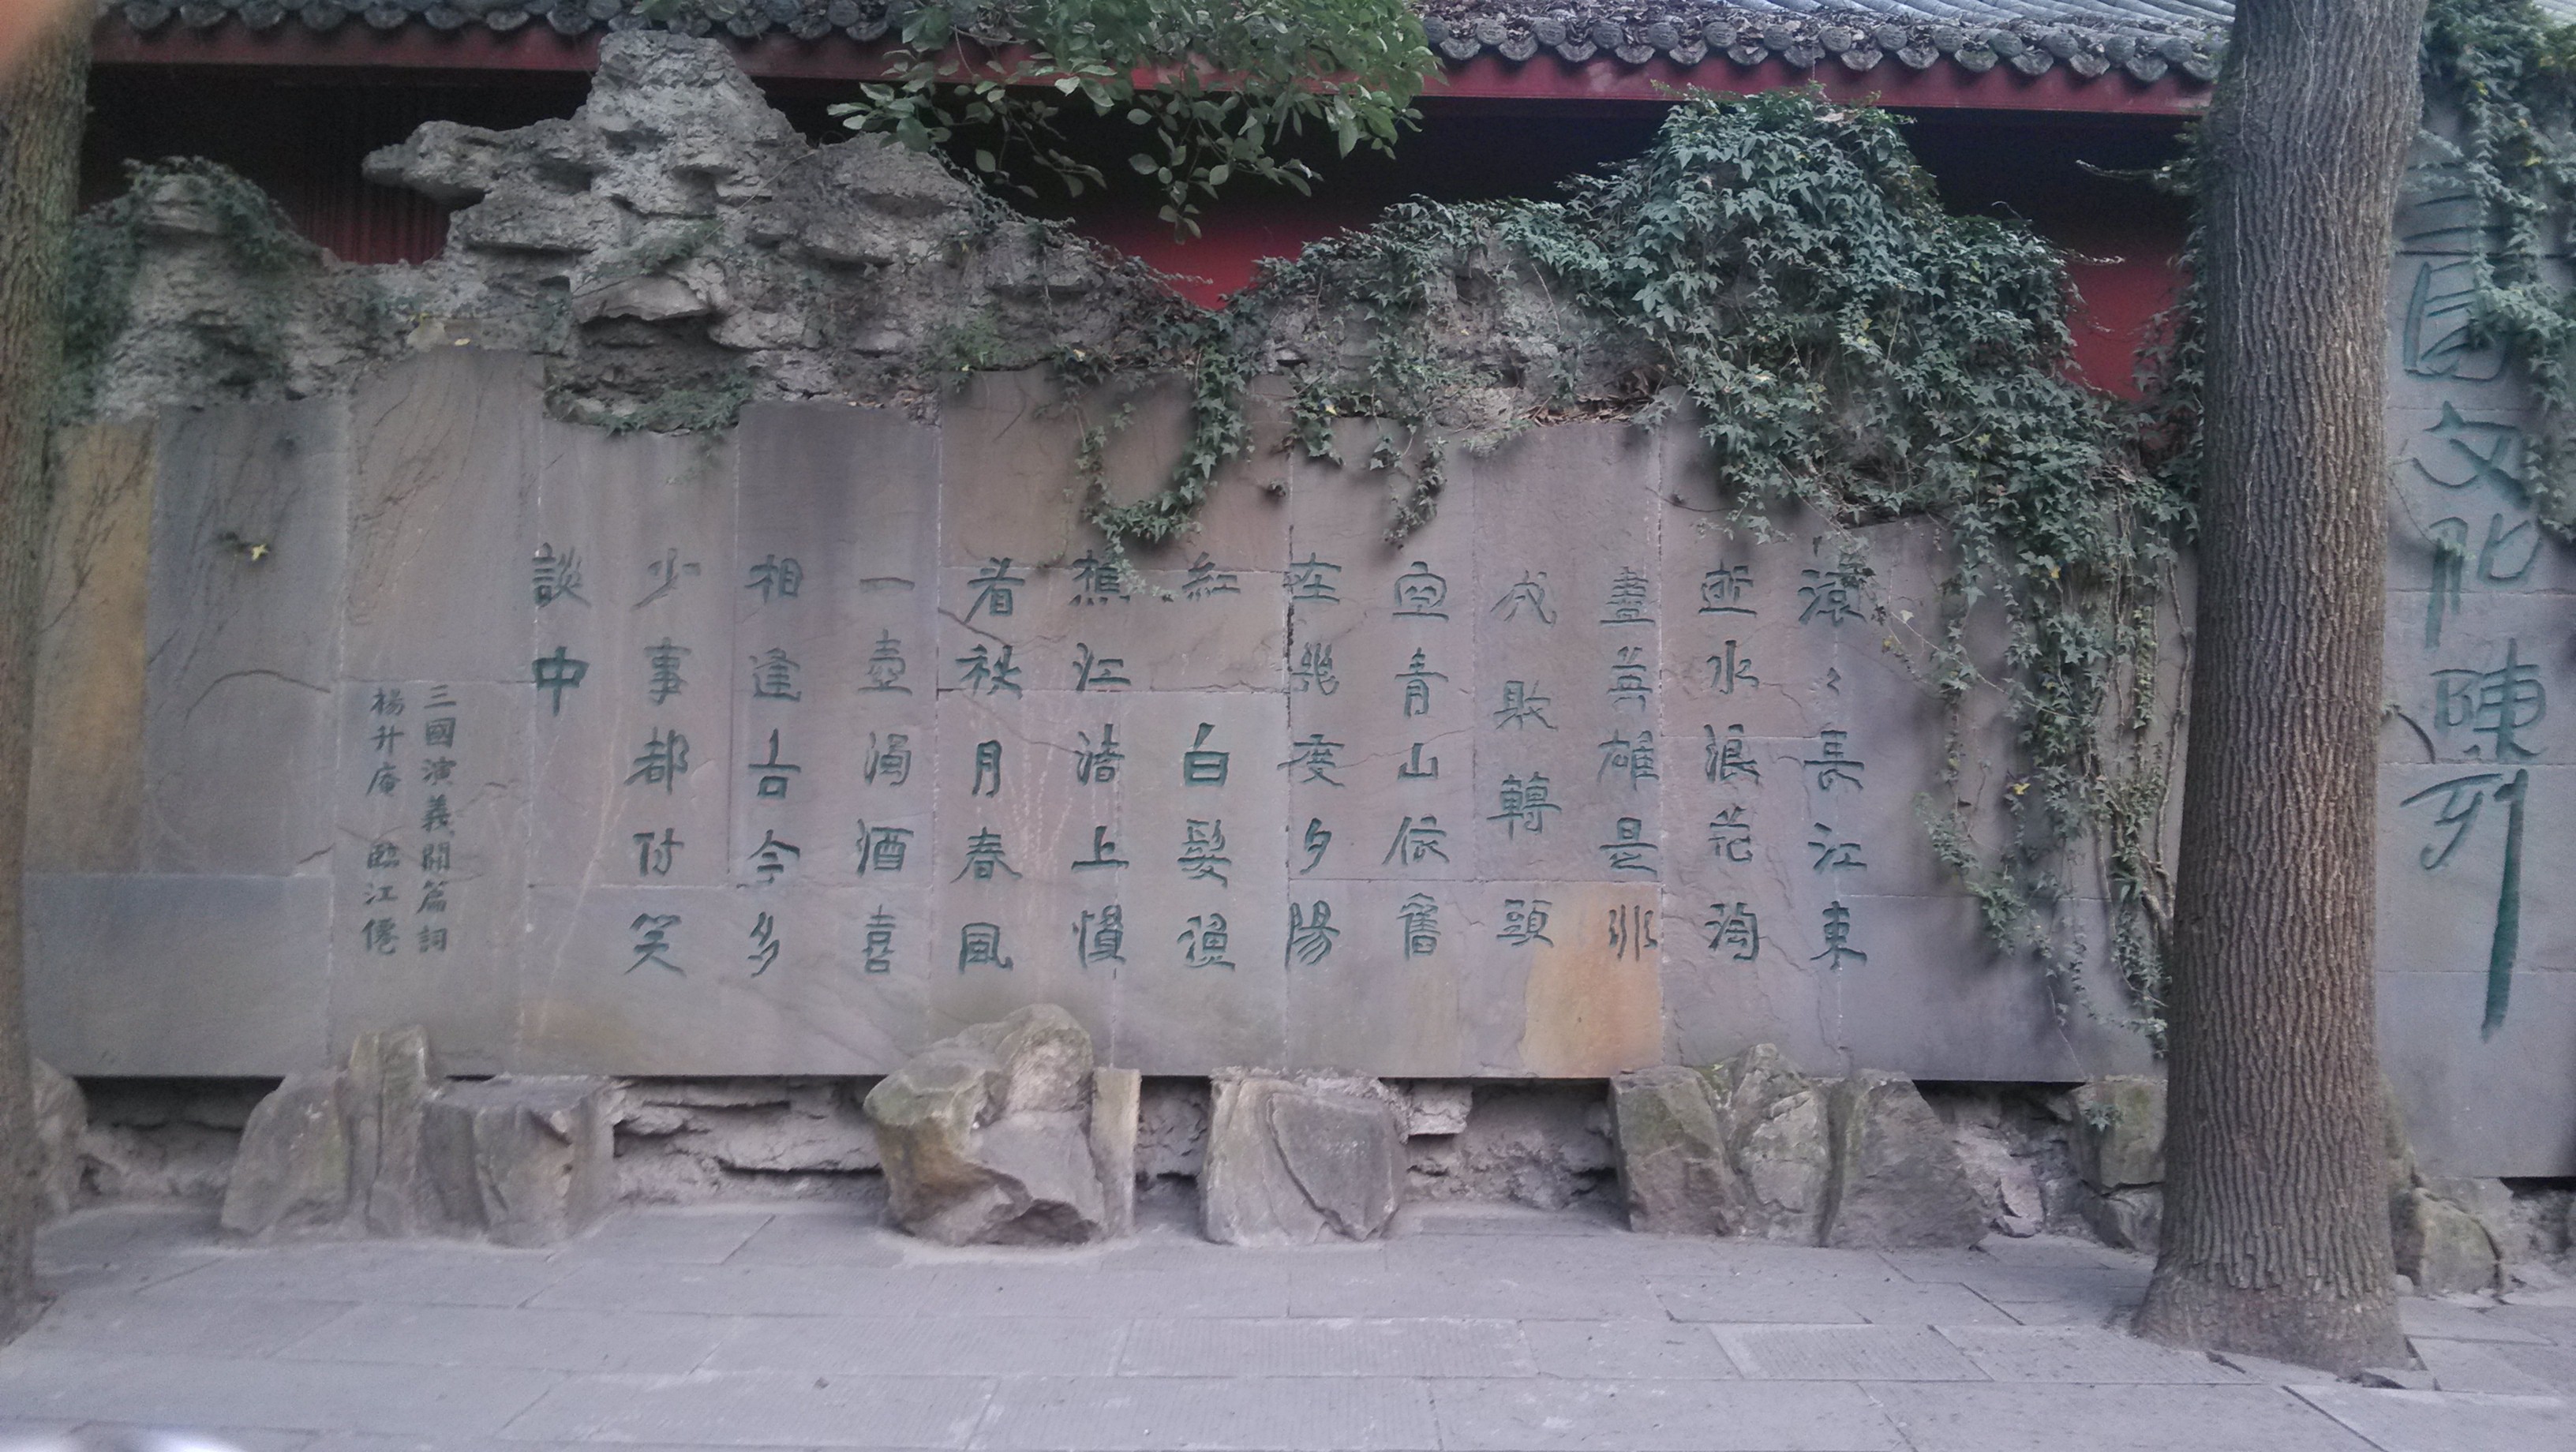 三国文化陳列
滚々長江東
逝水浪花淘
盡英雄是非
成敗轉頭
空青山依舊
在幾度夕陽
紅 白髮漁
樵江渚上慣
看秋月春風
一壺濁酒喜
相逢古今多
少事都付笑
談中
三國演義開篇詞
楊升庵 臨江僊